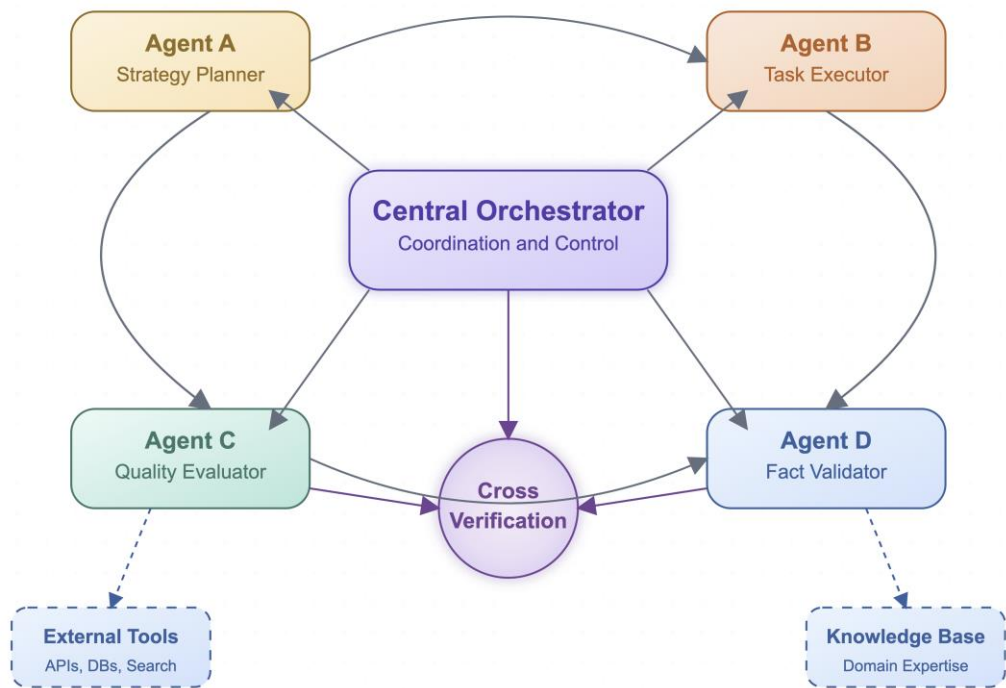 Agent A
Strategy Planner
Agent B
Task Executor
Central Orchestrator
Coordination and Control
Agent C
Quality Evaluator
Agent D
Fact Validator
Cross
Verification
External Tools
APIs, DBs, Search
Knowledge Base
Domain Expertise